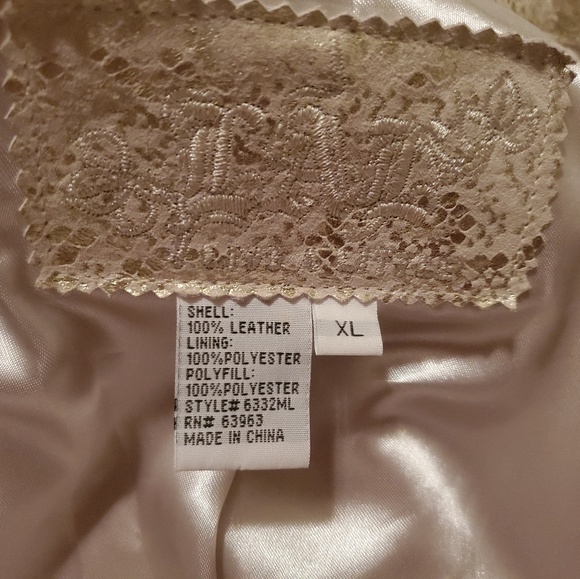 SHELL:
100% LEATHER
LINING:
100%POLYESTER
POLYFILL:
100%POLYESTER
STYLE# 6332ML
RN# 63963
MADE IN CHINA
XL